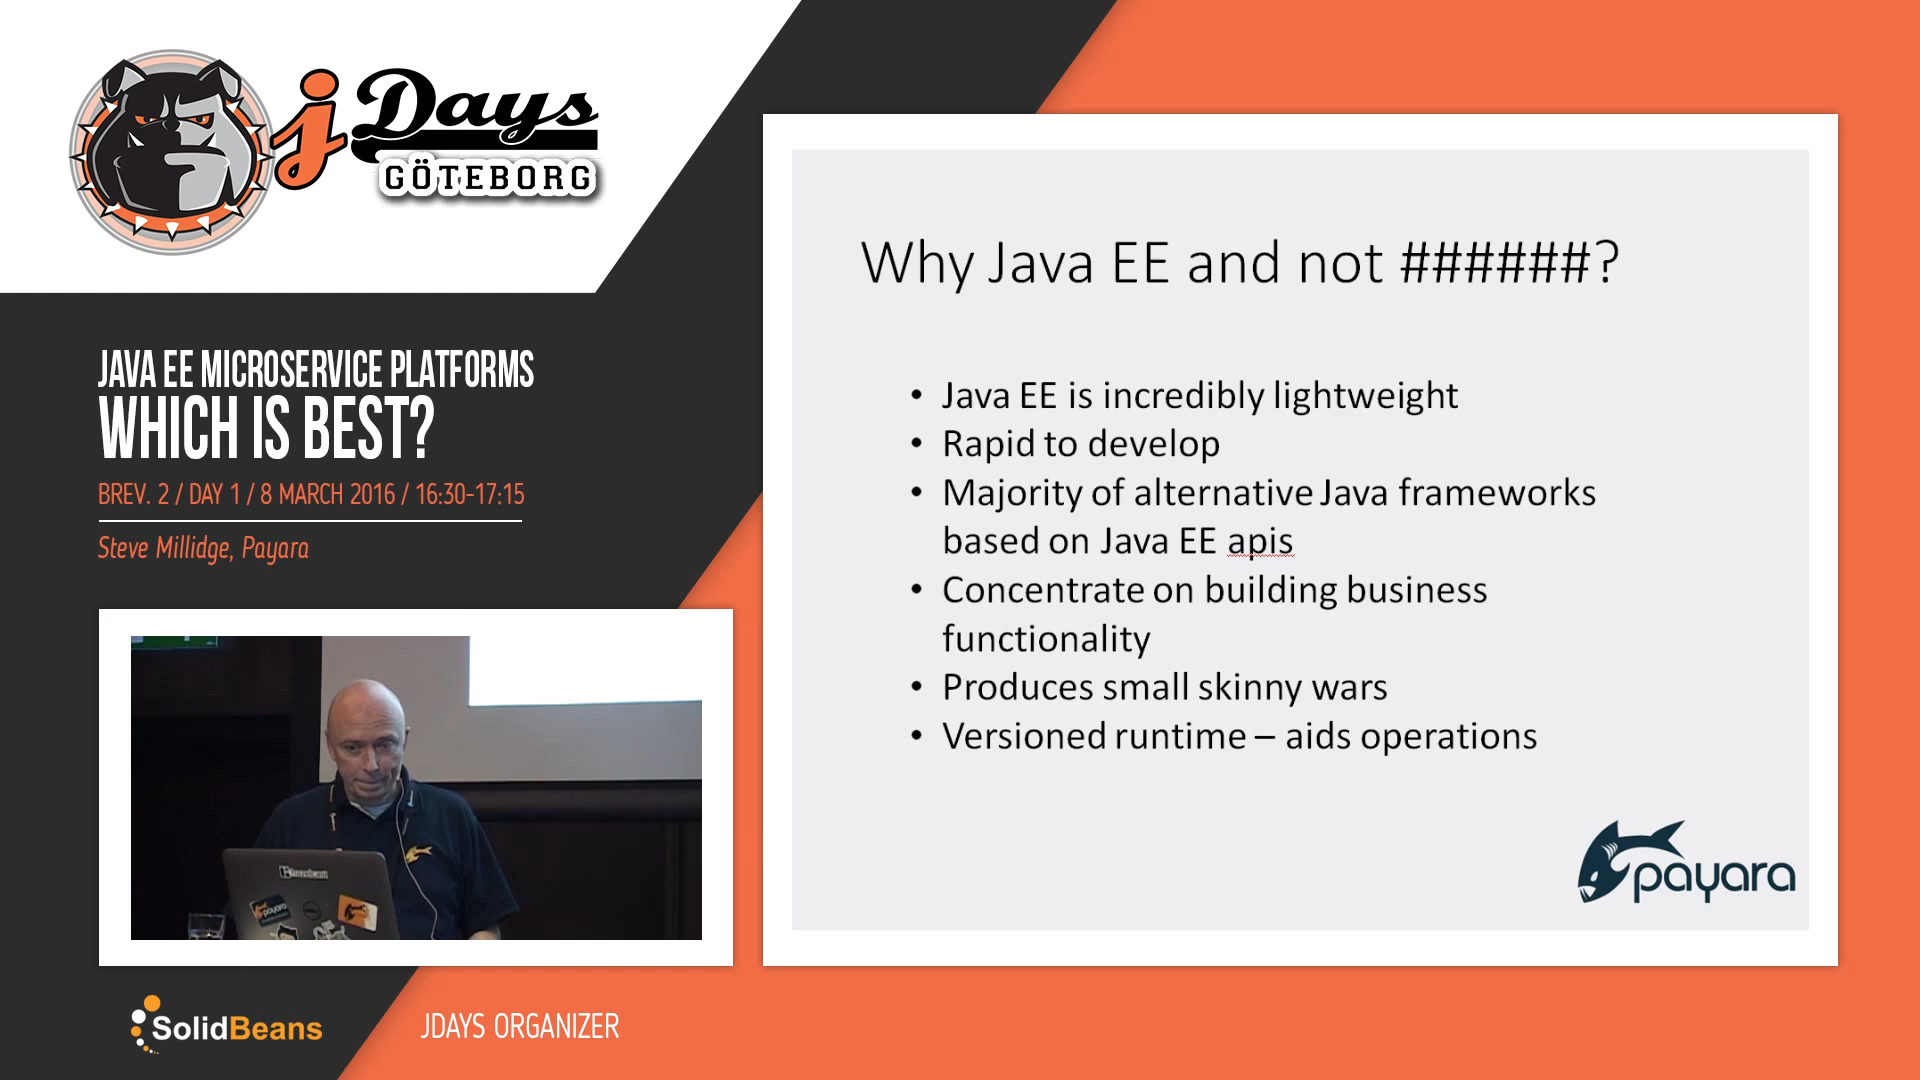 jDays
GÖTEBORG
JAVA EE MICROSERVICE PLATFORMS
WHICH IS BEST?
BREV. 2 / DAY 1 / 8 MARCH 2016 / 16:30-17:15
Steve Millidge, Payara
Why Java EE and not ######?
• Java EE is incredibly lightweight
• Rapid to develop
• Majority of alternative Java frameworks
based on Java EE apis
• Concentrate on building business
functionality
• Produces small skinny wars
• Versioned runtime – aids operations
payara
hazelcast
payara
DELL
SolidBeans
JDAYS ORGANIZER